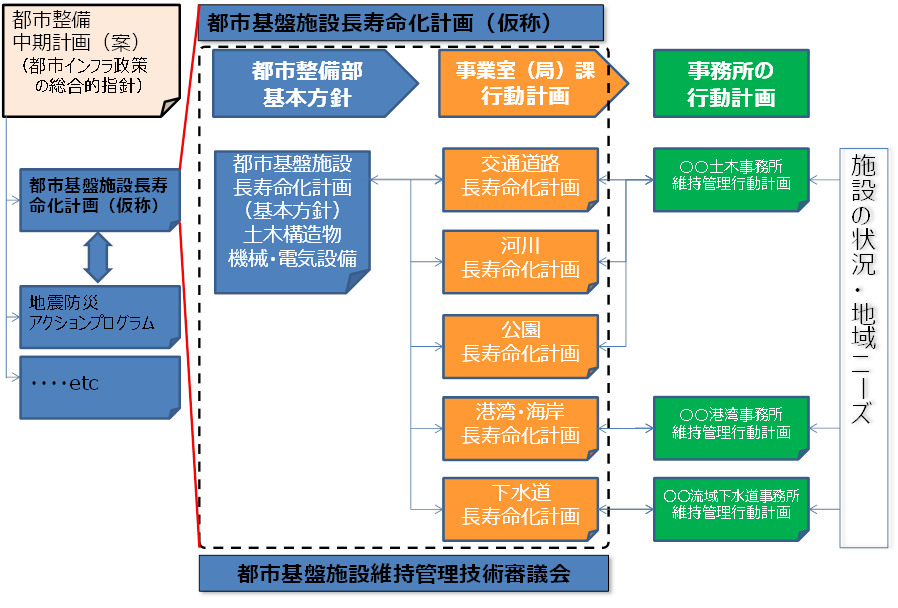 都市整備
中期計画（案）
（都市インフラ政策
の総合的指針）
都市基盤施設長寿
命化計画（仮称）
地震防災
アクションプログラム
・・・・etc
都市基盤施設長寿命化計画（仮称）
都市整備部
基本方針
事業室（局）課
行動計画
事務所の
行動計画
都市基盤施設
長寿命化計画
（基本方針）
土木構造物
機械・電気設備
交通道路
長寿命化計画
河川
長寿命化計画
公園
長寿命化計画
港湾・海岸
長寿命化計画
下水道
長寿命化計画
〇〇土木事務所
維持管理行動計画
〇〇港湾事務所
維持管理行動計画
〇〇流域下水道事務所
維持管理行動計画
施設の状況・地域ニーズ
都市基盤施設維持管理技術審議会